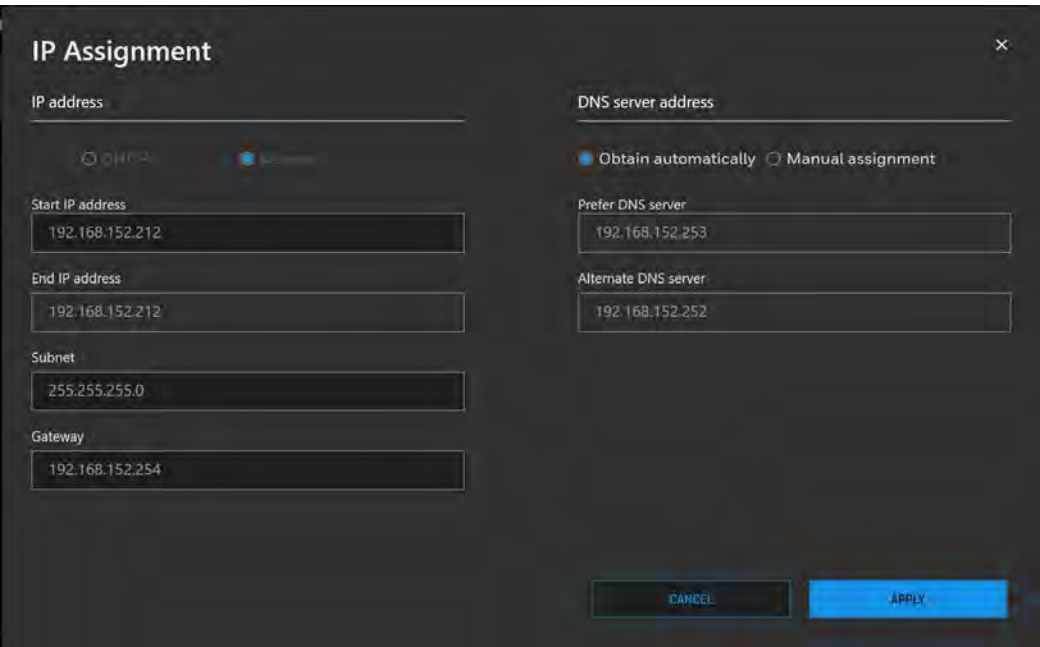 IP Assignment
×
IP address
Start IP address
192.168.152.212
End IP address
192.168.152.212
Subnet
255.255.255.0
Gateway
192.168.152.254
DNS server address
Obtain automatically Manual assignment
Prefer DNS server
192.168.152.253
Alternate DNS server
192.168.152.252
CANCEL
APPLY